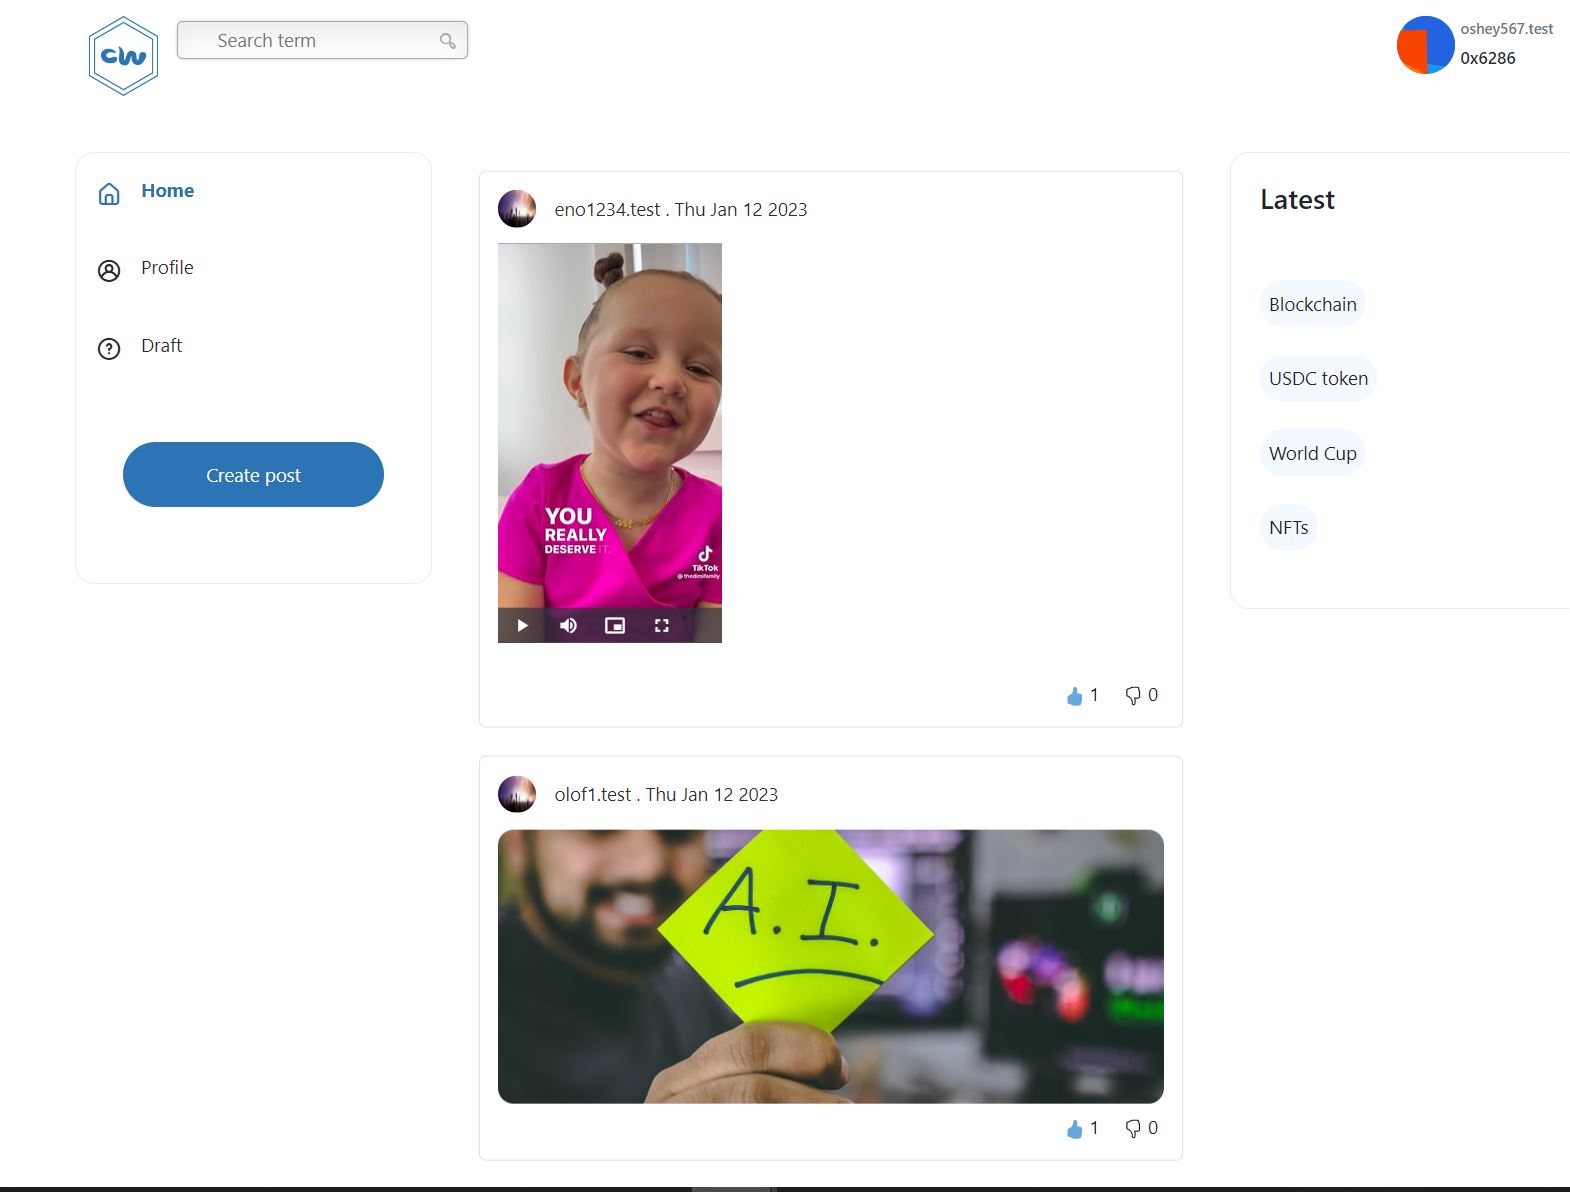 CW
Search term
oshey567.test
0x6286
Home
Profile
Draft
Create post
eno1234.test . Thu Jan 12 2023
YOU
REALLY
DESERVE IT.
TikTok
@thedimifamily
1
0
olof1.test . Thu Jan 12 2023
A.I.
1
0
Latest
Blockchain
USDC token
World Cup
NFTs